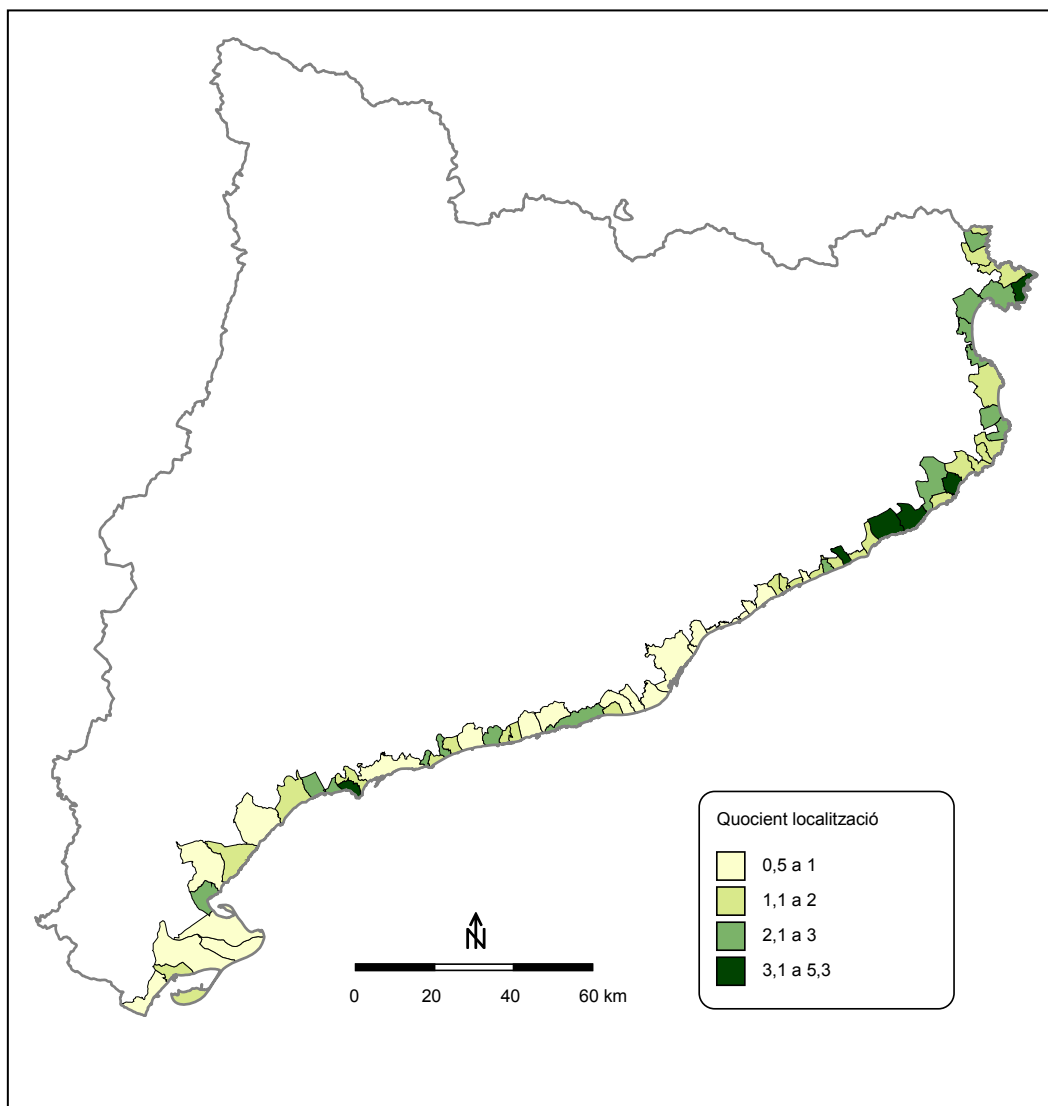 Quocient localització
0,5 a 1
1,1 a 2
2,1 a 3
3,1 a 5,3
N
0 20 40 60 km